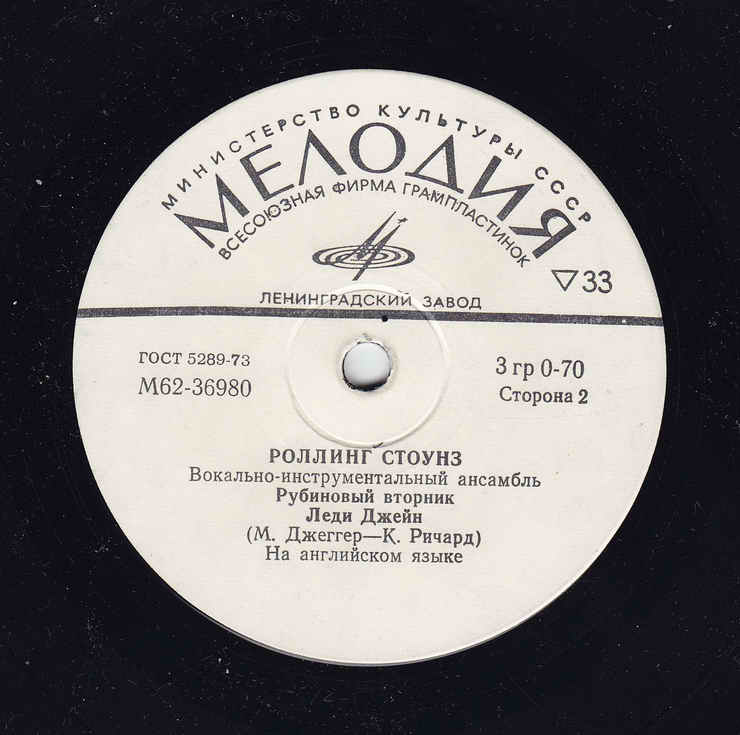 МИНИСТЕРСТВО КУЛЬТУРЫ СССР
МЕЛОДИЯ
ВСЕСОЮЗНАЯ ФИРМА ГРАМПЛАСТИНОК
▽33
ЛЕНИНГРАДСКИЙ ЗАВОД
ГОСТ 5289-73
3 гр 0-70
М62-36980
Сторона 2
РОЛЛИНГ СТОУНЗ
Вокально-инструментальный ансамбль
Рубиновый вторник
Леди Джейн
(М. Джеггер—К. Ричард)
На английском языке